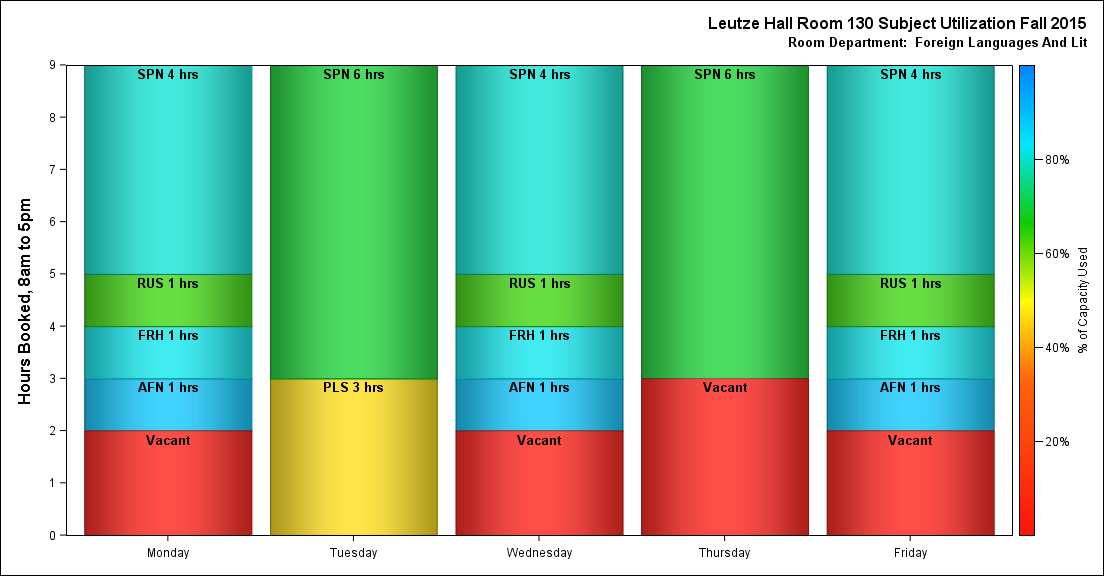 Leutze Hall Room 130 Subject Utilization Fall 2015
Room Department:  Foreign Languages And Lit
Hours Booked, 8am to 5pm
9
8
7
6
5
4
3
2
1
0
SPN 4 hrs
RUS 1 hrs
FRH 1 hrs
AFN 1 hrs
Vacant
SPN 6 hrs
PLS 3 hrs
SPN 4 hrs
RUS 1 hrs
FRH 1 hrs
AFN 1 hrs
Vacant
SPN 6 hrs
Vacant
SPN 4 hrs
RUS 1 hrs
FRH 1 hrs
AFN 1 hrs
Vacant
Monday
Tuesday
Wednesday
Thursday
Friday
80%
60%
40%
20%
% of Capacity Used